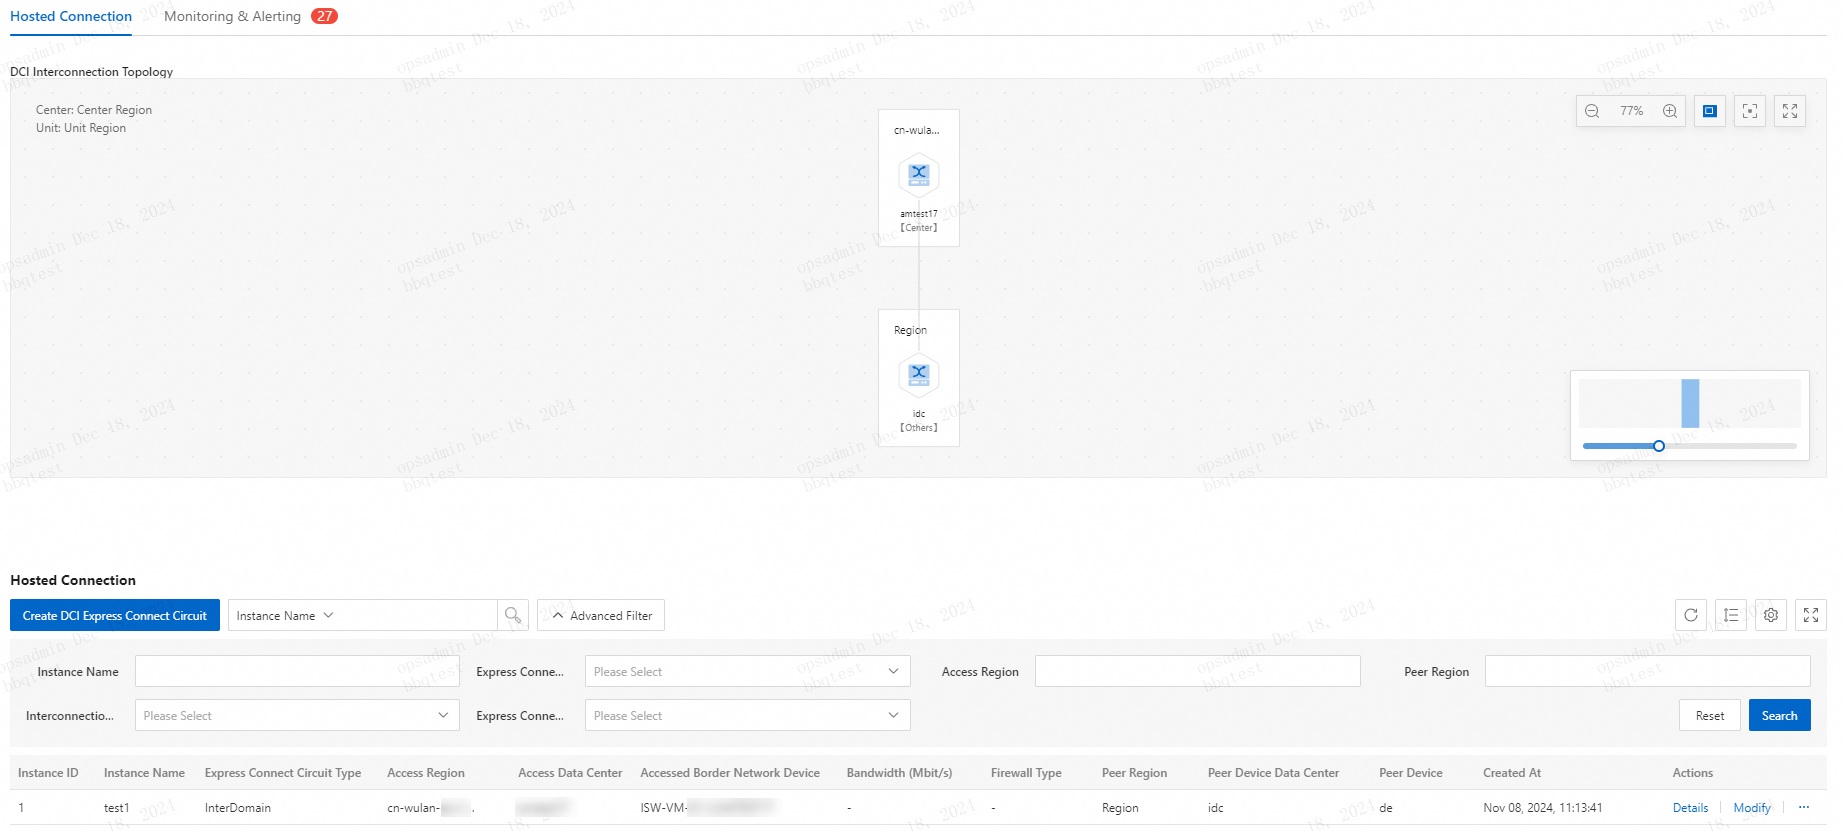 Hosted Connection Monitoring & Alerting 27
DCI Interconnection Topology
Center: Center Region
Unit: Unit Region
77%
cn-wula...
amtest17
【Center】
Region
idc
【Others】
Hosted Connection
Create DCI Express Connect Circuit Instance Name Advanced Filter
Instance Name Express Conne... Please Select Access Region Peer Region
Interconnectio... Please Select Express Conne... Please Select Reset Search
Instance ID Instance Name Express Connect Circuit Type Access Region Access Data Center Accessed Border Network Device Bandwidth (Mbit/s) Firewall Type Peer Region Peer Device Data Center Peer Device Created At Actions
1 test1 InterDomain cn-wulan- ISW-VM- - - Region idc de Nov 08, 2024, 11:13:41 Details Modify ...
opsadmin Dec 18, 2024
bbqtest